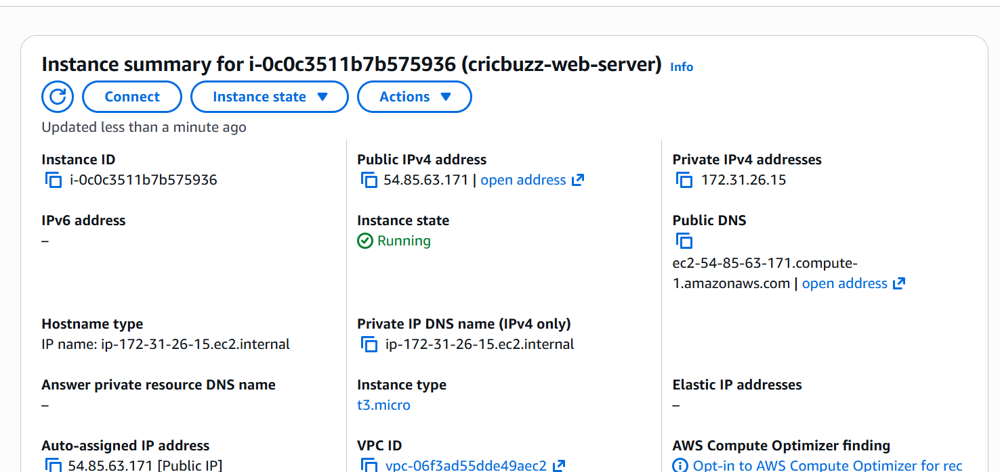 Instance summary for i-0c0c3511b7b575936 (cricbuzz-web-server) Info
Connect
Instance state
Actions
Updated less than a minute ago
Instance ID
i-0c0c3511b7b575936
Public IPv4 address
54.85.63.171 | open address
Private IPv4 addresses
172.31.26.15
IPv6 address
–
Instance state
Running
Public DNS
ec2-54-85-63-171.compute-
1.amazonaws.com | open address
Hostname type
IP name: ip-172-31-26-15.ec2.internal
Private IP DNS name (IPv4 only)
ip-172-31-26-15.ec2.internal
Answer private resource DNS name
–
Instance type
t3.micro
Elastic IP addresses
–
Auto-assigned IP address
54.85.63.171 [Public IP]
VPC ID
vpc-06f3ad55dde49aec2
AWS Compute Optimizer finding
Opt-in to AWS Compute Optimizer for rec